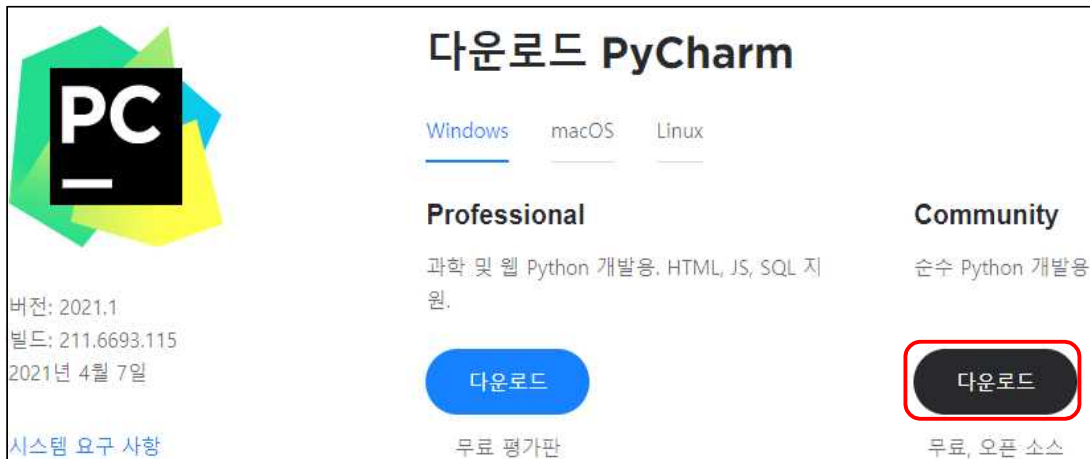 PC
다운로드 PyCharm
Windows macOS Linux
Professional
과학 및 웹 Python 개발용. HTML, JS, SQL 지
원.
다운로드
무료 평가판
Community
순수 Python 개발용
다운로드
무료, 오픈 소스
버전: 2021.1
빌드: 211.6693.115
2021년 4월 7일
시스템 요구 사항